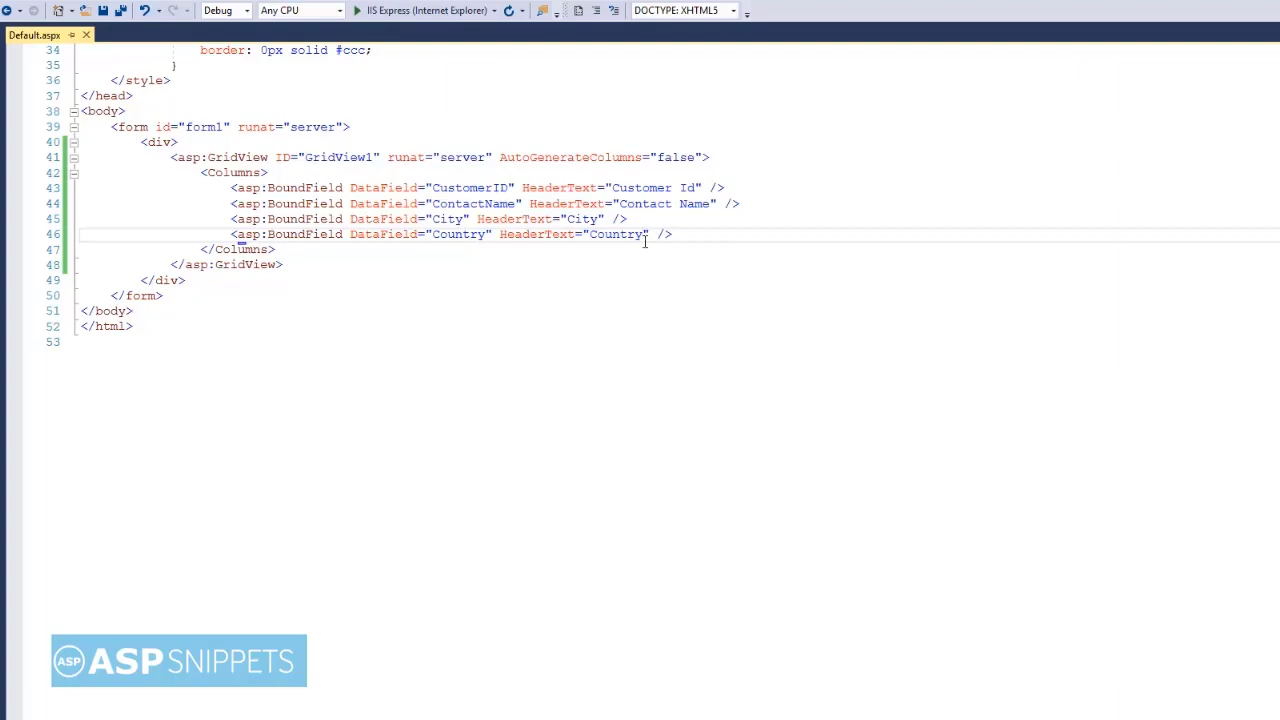 Debug Any CPU IIS Express (Internet Explorer) DOCTYPE: XHTML5
Default.aspx
34 border: 0px solid #ccc;
35 }
36 </style>
37 </head>
38 <body>
39 <form id="form1" runat="server">
40 <div>
41 <asp:GridView ID="GridView1" runat="server" AutoGenerateColumns="false">
42 <Columns>
43 <asp:BoundField DataField="CustomerID" HeaderText="Customer Id" />
44 <asp:BoundField DataField="ContactName" HeaderText="Contact Name" />
45 <asp:BoundField DataField="City" HeaderText="City" />
46 <asp:BoundField DataField="Country" HeaderText="Country" />
47 </Columns>
48 </asp:GridView>
49 </div>
50 </form>
51 </body>
52 </html>
53
ASP ASPSNIPPETS